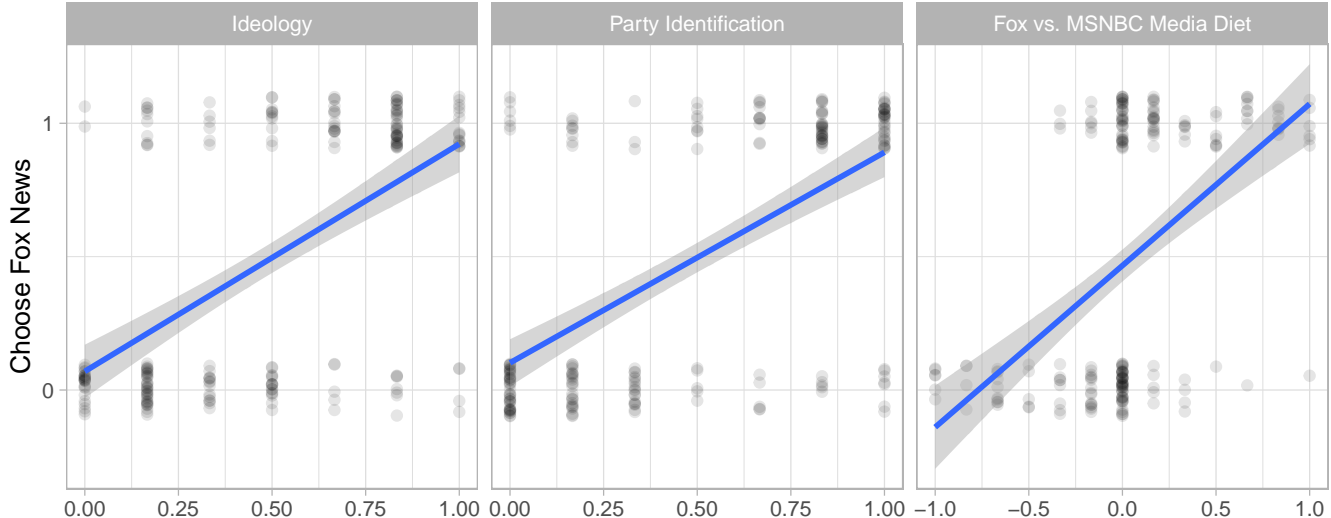 Ideology
Party Identification
Fox vs. MSNBC Media Diet
Choose Fox News
1
0
0.00 0.25 0.50 0.75 1.00
0.00 0.25 0.50 0.75 1.00
−1.0 −0.5 0.0 0.5 1.0